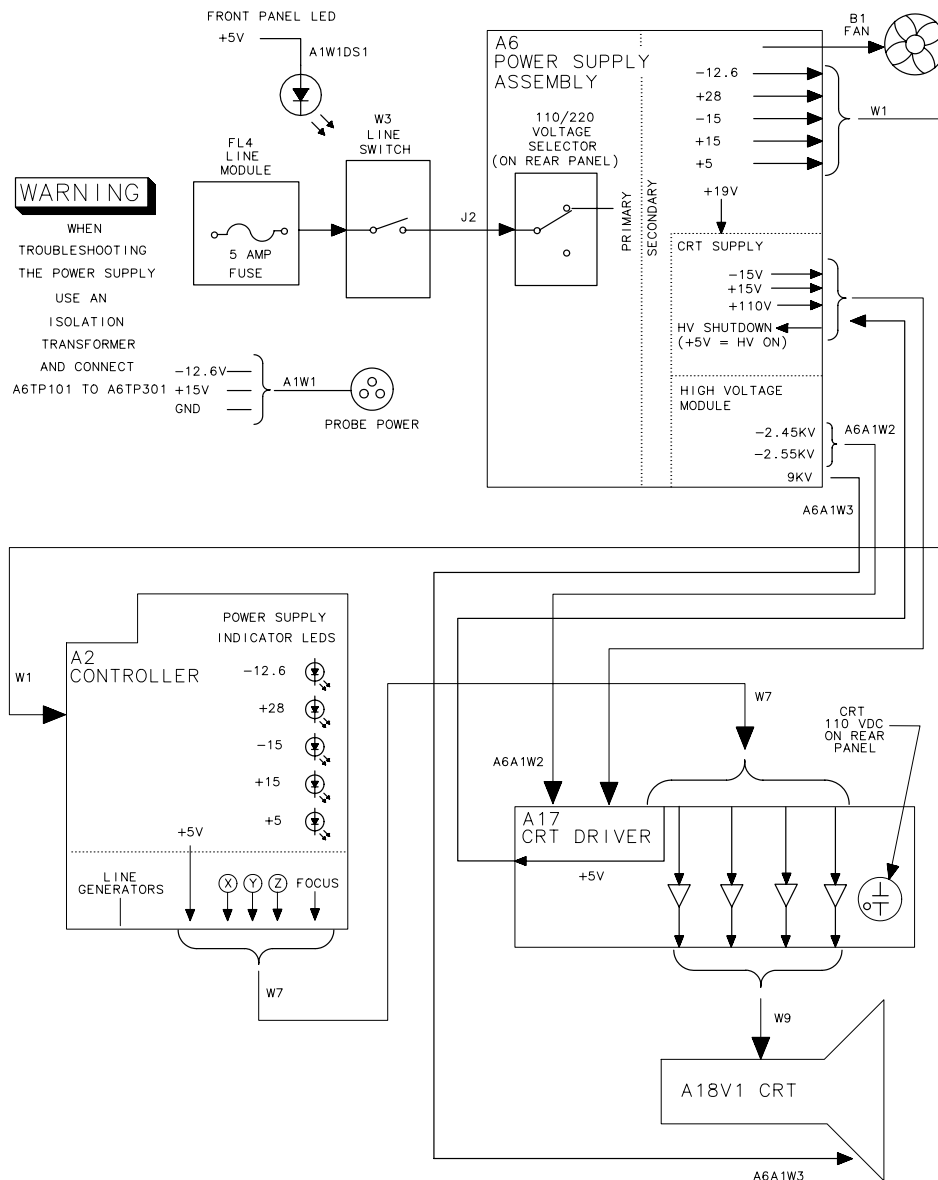 FRONT PANEL LED
+5V
A1W1DS1
B1
FAN
A6
POWER SUPPLY
ASSEMBLY
-12.6
+28
-15
+15
+5
W1
W3
LINE
SWITCH
FL4
LINE
MODULE
110/220
VOLTAGE
SELECTOR
(ON REAR PANEL)
5 AMP
FUSE
J2
PRIMARY
SECONDARY
+19V
CRT SUPPLY
-15V
+15V
+110V
HV SHUTDOWN
(+5V = HV ON)
HIGH VOLTAGE
MODULE
-2.45KV
-2.55KV
9KV
A6A1W2
A6A1W3
WARNING
WHEN
TROUBLESHOOTING
THE POWER SUPPLY
USE AN
ISOLATION
TRANSFORMER
AND CONNECT
A6TP101 TO A6TP301
-12.6V
+15V
GND
A1W1
PROBE POWER
W1
A2
CONTROLLER
POWER SUPPLY
INDICATOR LEDS
-12.6
+28
-15
+15
+5
+5V
LINE
GENERATORS
X
Y
Z
FOCUS
W7
W7
A6A1W2
CRT
110 VDC
ON REAR
PANEL
A17
CRT DRIVER
+5V
W9
A18V1 CRT
A6A1W3